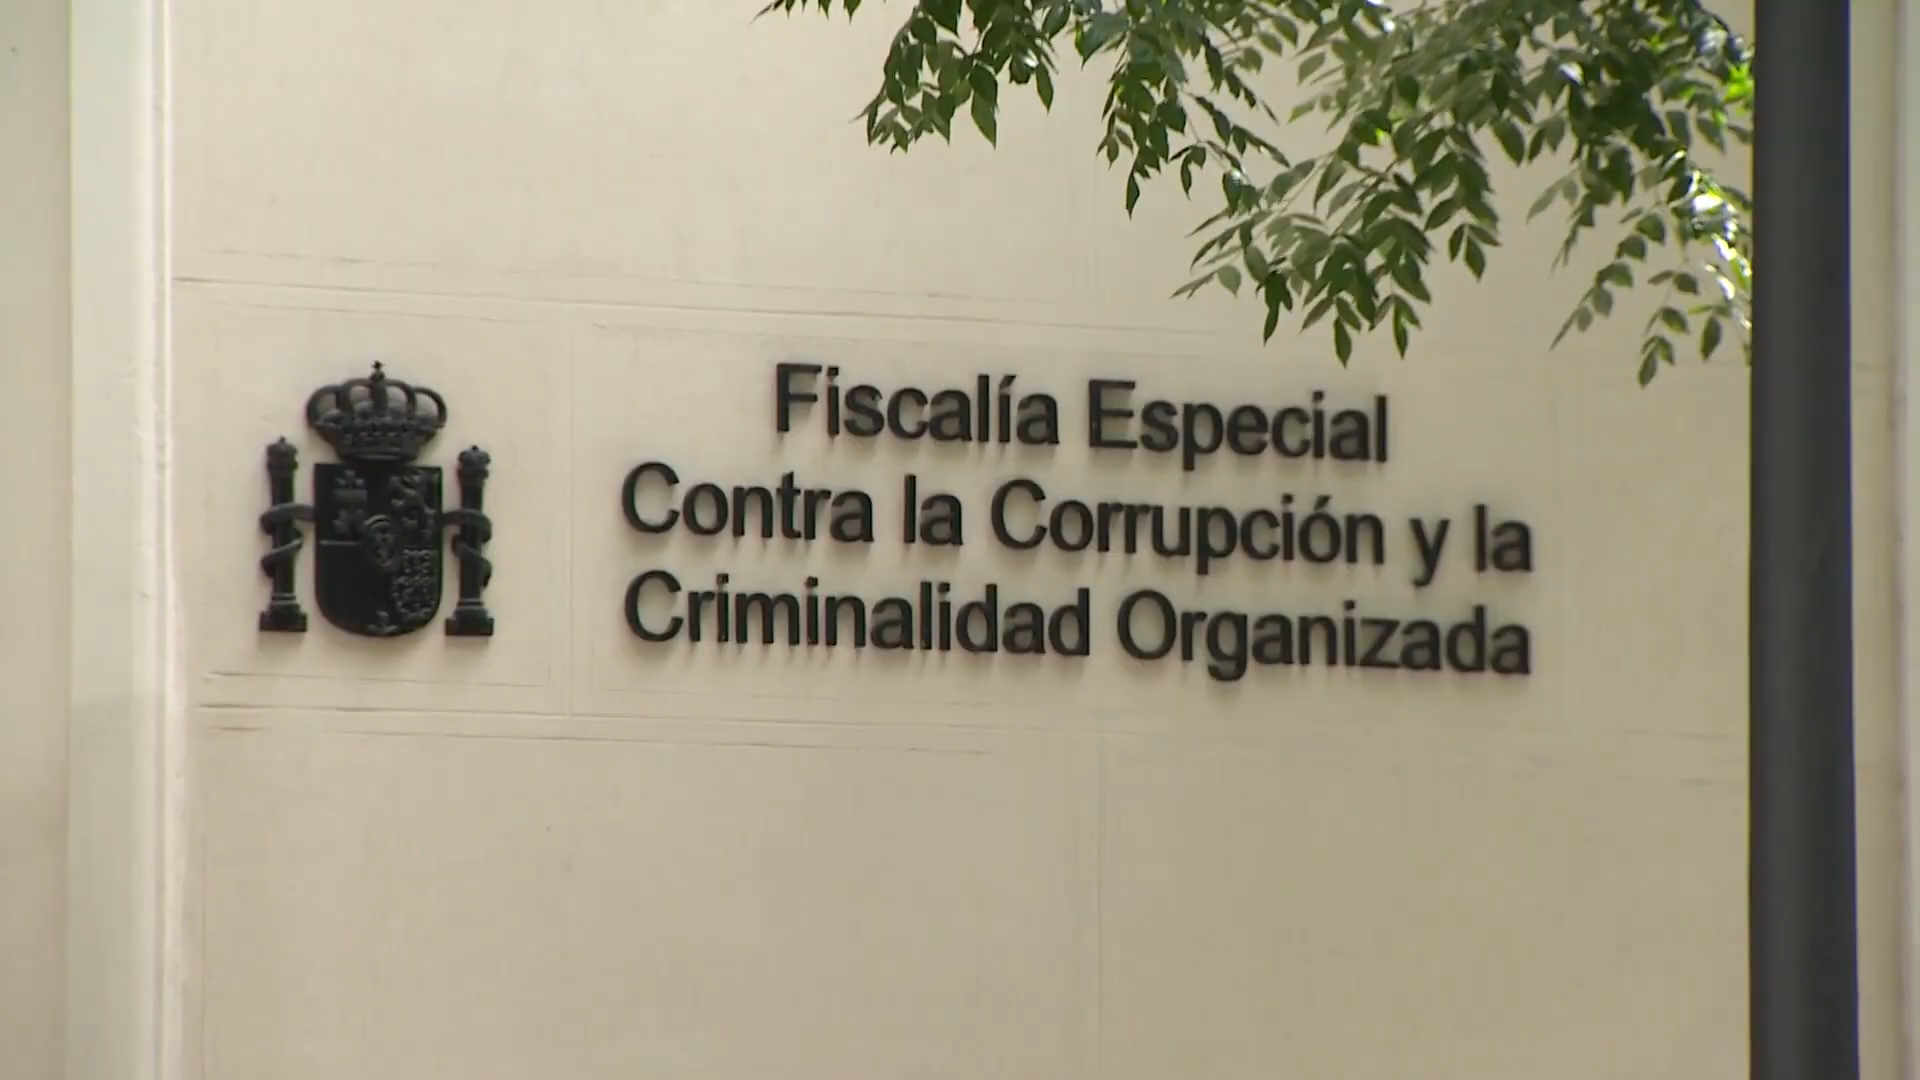 Fiscalía Especial
Contra la Corrupción y la
Criminalidad Organizada